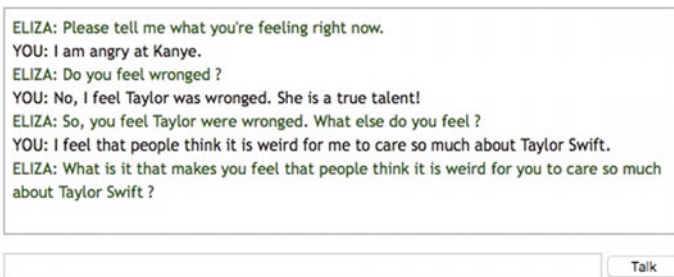 ELIZA: Please tell me what you're feeling right now.
YOU: I am angry at Kanye.
ELIZA: Do you feel wronged ?
YOU: No, I feel Taylor was wronged. She is a true talent!
ELIZA: So, you feel Taylor were wronged. What else do you feel ?
YOU: I feel that people think it is weird for me to care so much about Taylor Swift.
ELIZA: What is it that makes you feel that people think it is weird for you to care so much
about Taylor Swift ?
Talk